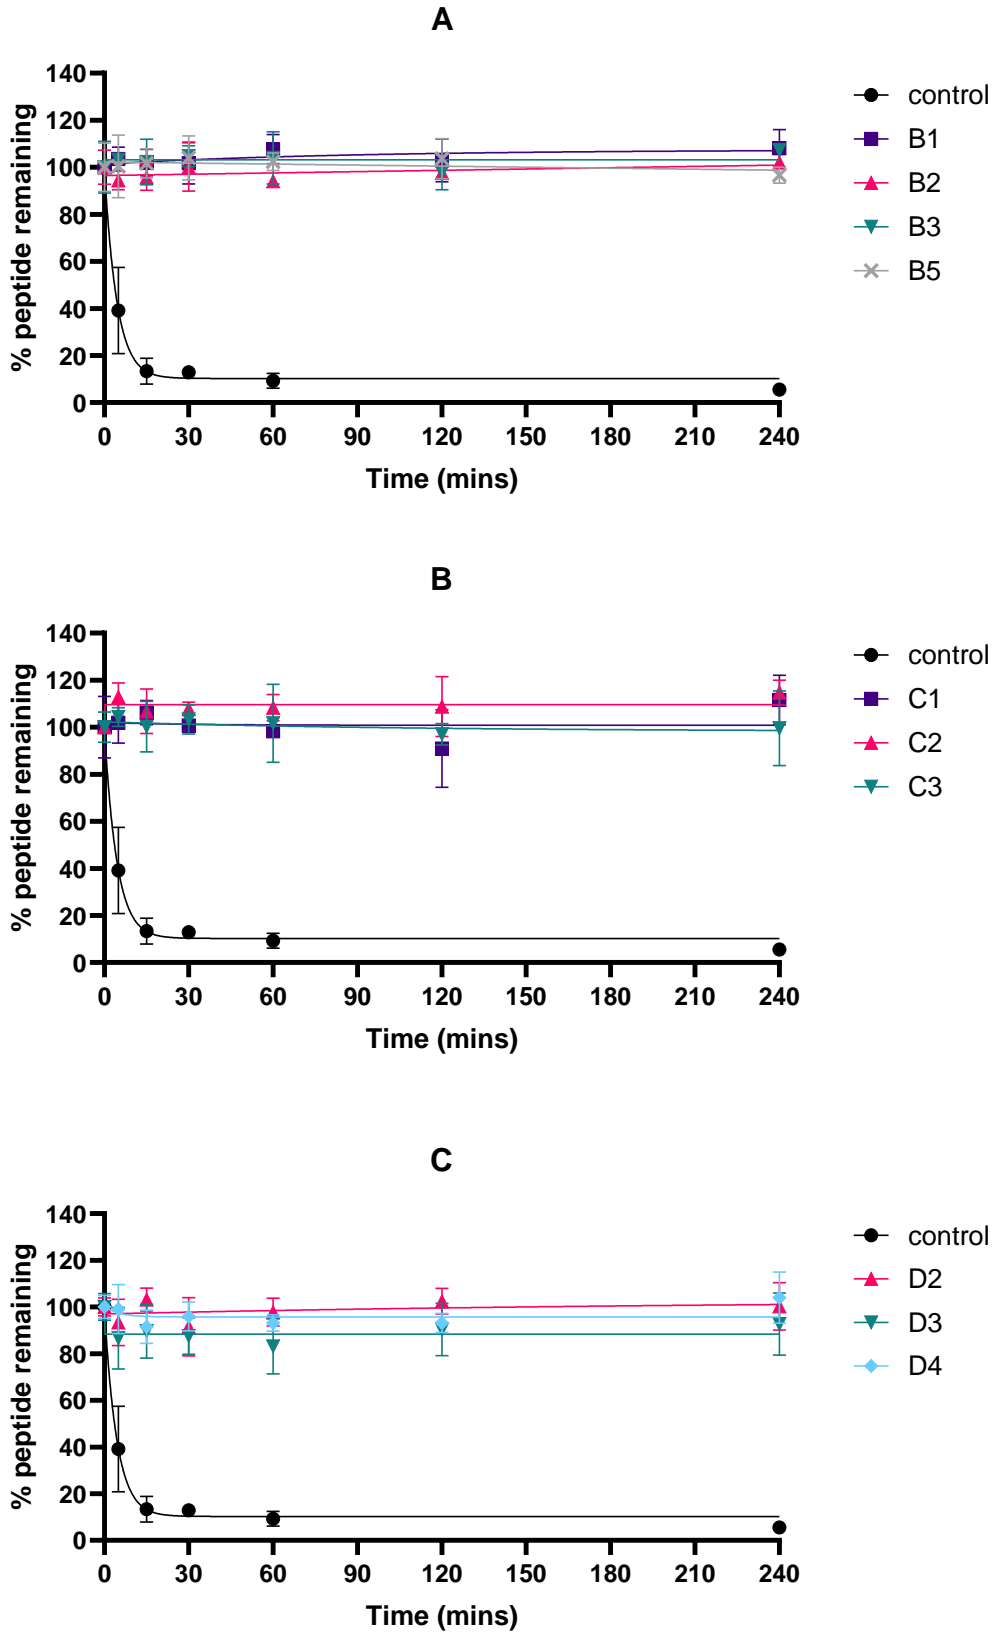 A
% peptide remaining
140
120
100
80
60
40
20
0
0 30 60 90 120 150 180 210 240
Time (mins)
control
B1
B2
B3
B5
B
% peptide remaining
140
120
100
80
60
40
20
0
0 30 60 90 120 150 180 210 240
Time (mins)
control
C1
C2
C3
C
% peptide remaining
140
120
100
80
60
40
20
0
0 30 60 90 120 150 180 210 240
Time (mins)
control
D2
D3
D4